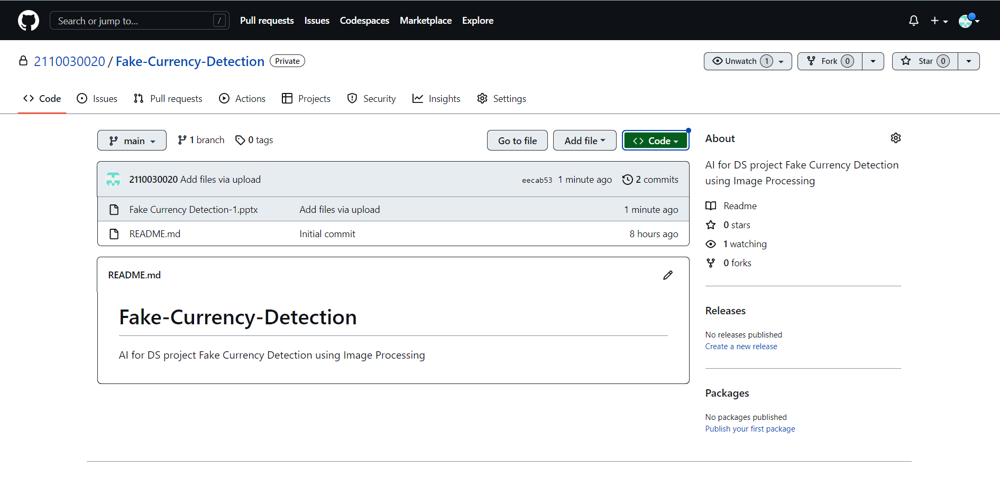 Search or jump to... / Pull requests Issues Codespaces Marketplace Explore
2110030020 / Fake-Currency-Detection Private Unwatch 1 Fork 0 Star 0
Code Issues Pull requests Actions Projects Security Insights Settings
main 1 branch 0 tags Go to file Add file Code
2110030020 Add files via upload eecab53 1 minute ago 2 commits
Fake Currency Detection-1.pptx Add files via upload 1 minute ago
README.md Initial commit 8 hours ago
README.md
Fake-Currency-Detection
AI for DS project Fake Currency Detection using Image Processing
About
AI for DS project Fake Currency Detection
using Image Processing
Readme
0 stars
1 watching
0 forks
Releases
No releases published
Create a new release
Packages
No packages published
Publish your first package